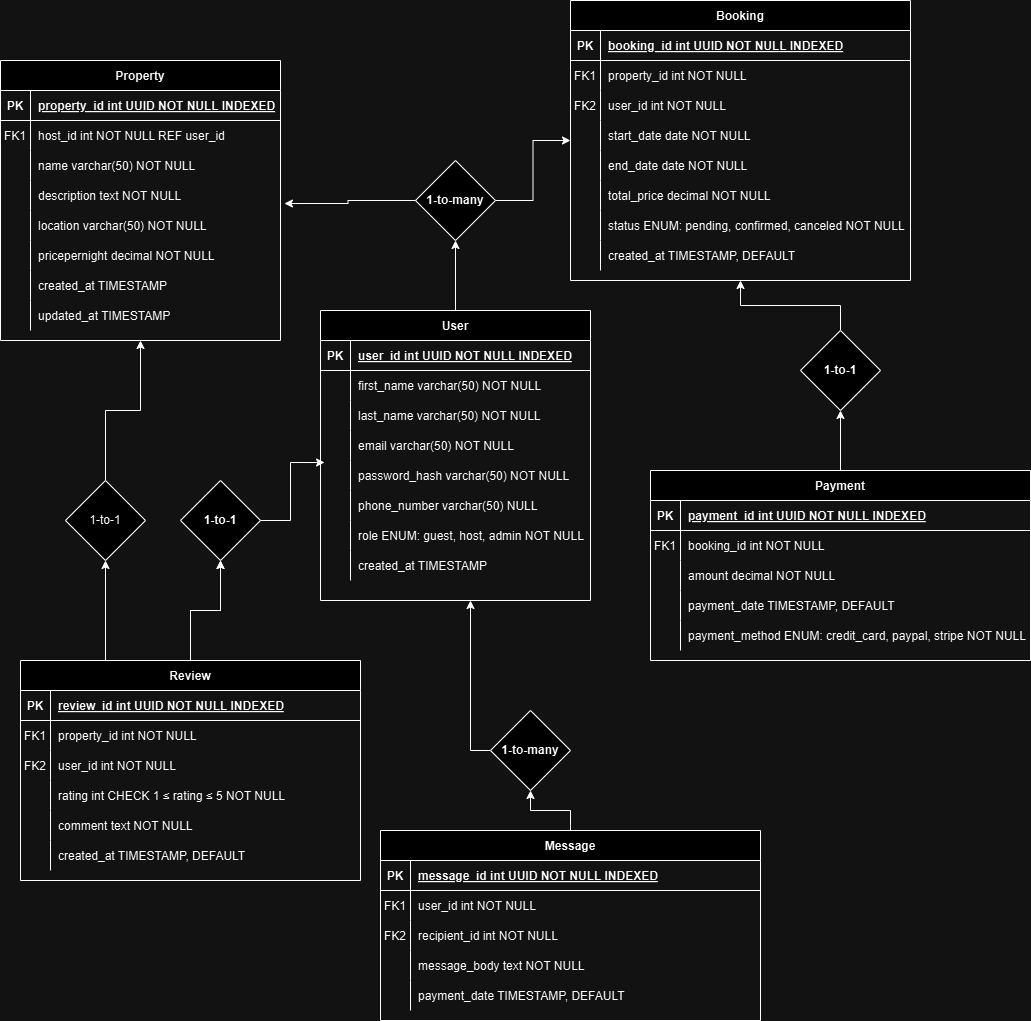 Booking
PK booking_id int UUID NOT NULL INDEXED
FK1 property_id int NOT NULL
FK2 user_id int NOT NULL
start_date date NOT NULL
end_date date NOT NULL
total_price decimal NOT NULL
status ENUM: pending, confirmed, canceled NOT NULL
created_at TIMESTAMP, DEFAULT
Property
PK property_id int UUID NOT NULL INDEXED
FK1 host_id int NOT NULL REF user_id
name varchar(50) NOT NULL
description text NOT NULL
location varchar(50) NOT NULL
pricepernight decimal NOT NULL
created_at TIMESTAMP
updated_at TIMESTAMP
1-to-many
User
PK user_id int UUID NOT NULL INDEXED
first_name varchar(50) NOT NULL
last_name varchar(50) NOT NULL
email varchar(50) NOT NULL
password_hash varchar(50) NOT NULL
phone_number varchar(50) NULL
role ENUM: guest, host, admin NOT NULL
created_at TIMESTAMP
1-to-1
Payment
PK payment_id int UUID NOT NULL INDEXED
FK1 booking_id int NOT NULL
amount decimal NOT NULL
payment_date TIMESTAMP, DEFAULT
payment_method ENUM: credit_card, paypal, stripe NOT NULL
1-to-1
1-to-1
Review
PK review_id int UUID NOT NULL INDEXED
FK1 property_id int NOT NULL
FK2 user_id int NOT NULL
rating int CHECK 1 ≤ rating ≤ 5 NOT NULL
comment text NOT NULL
created_at TIMESTAMP, DEFAULT
1-to-many
Message
PK message_id int UUID NOT NULL INDEXED
FK1 user_id int NOT NULL
FK2 recipient_id int NOT NULL
message_body text NOT NULL
payment_date TIMESTAMP, DEFAULT